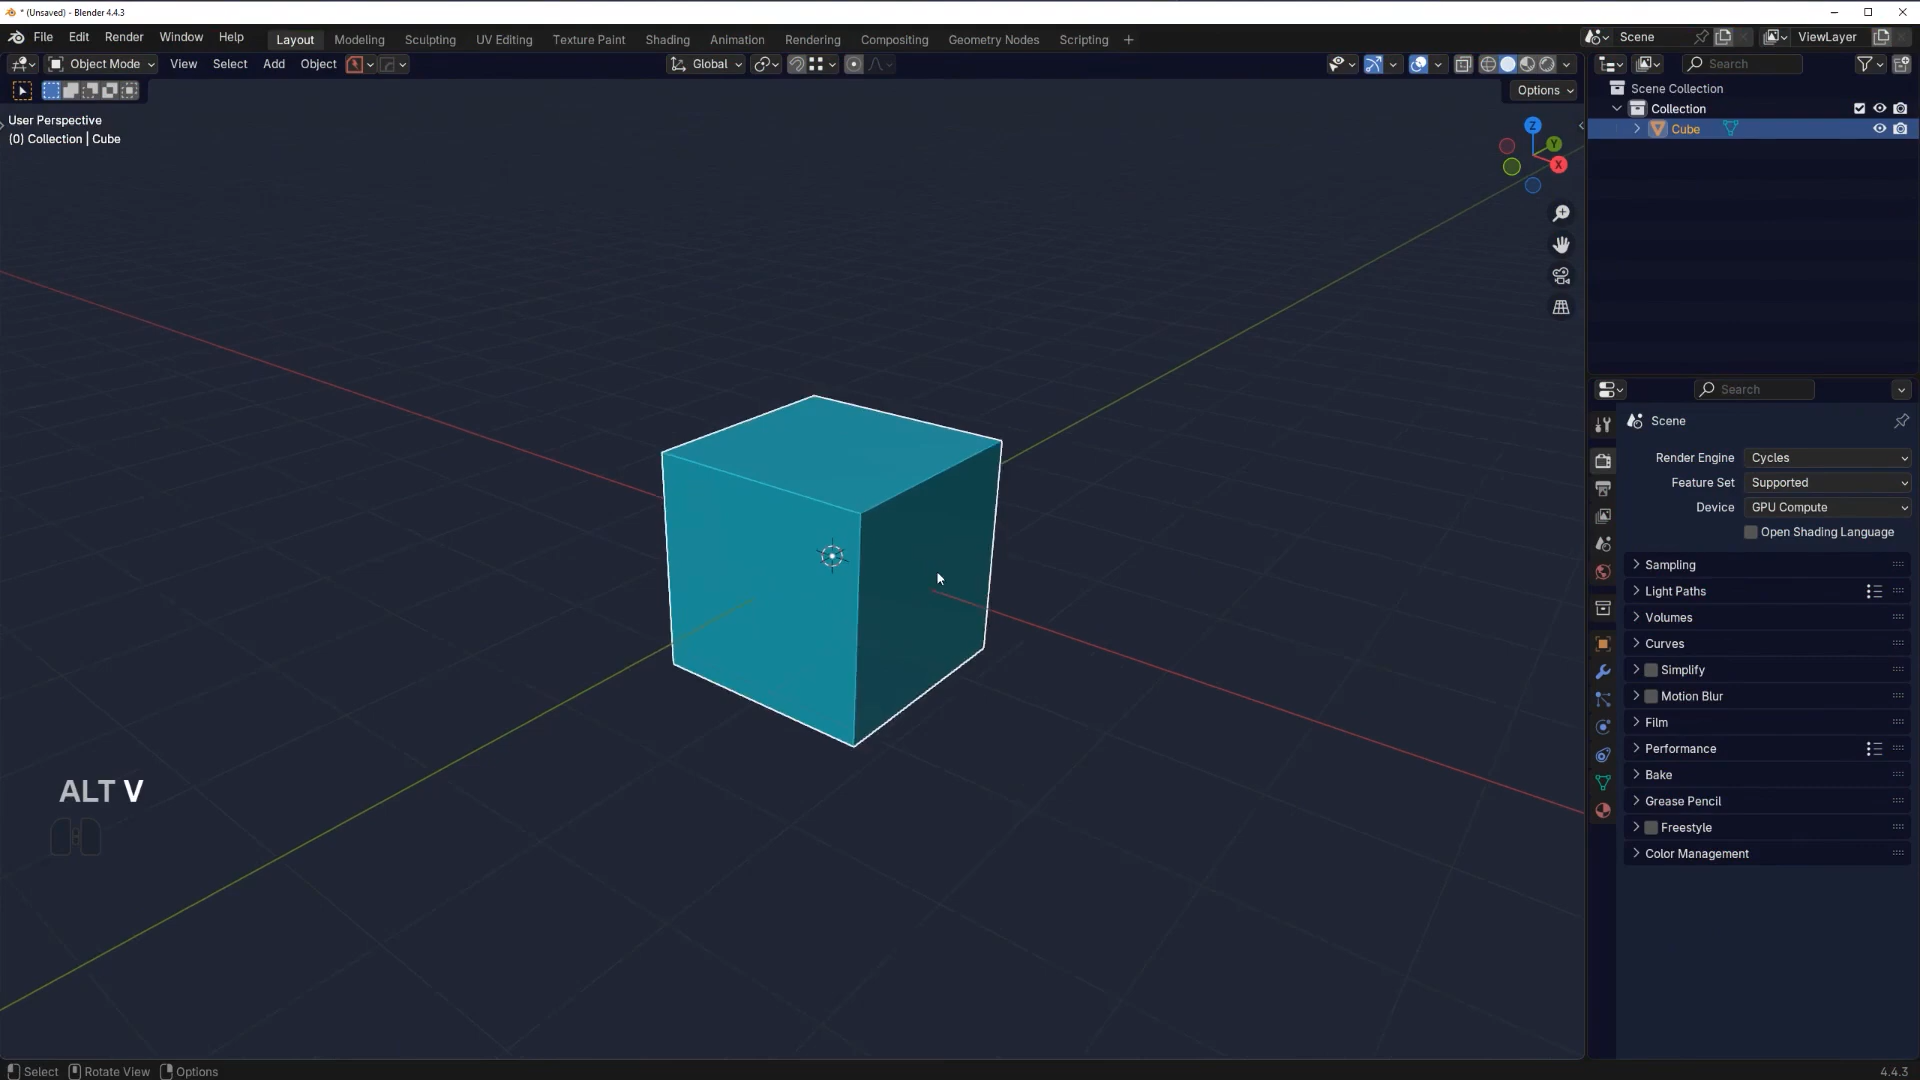 * (Unsaved) - Blender 4.4.3
File Edit Render Window Help Layout Modeling Sculpting UV Editing Texture Paint Shading Animation Rendering Compositing Geometry Nodes Scripting + Scene ViewLayer
Object Mode View Select Add Object Global Search
Options
Scene Collection
Collection
Cube
User Perspective
(0) Collection | Cube
Z
Y
X
Search
Scene
Render Engine Cycles
Feature Set Supported
Device GPU Compute
Open Shading Language
Sampling
Light Paths
Volumes
Curves
Simplify
Motion Blur
Film
Performance
Bake
Grease Pencil
Freestyle
Color Management
ALT V
Select Rotate View Options 4.4.3